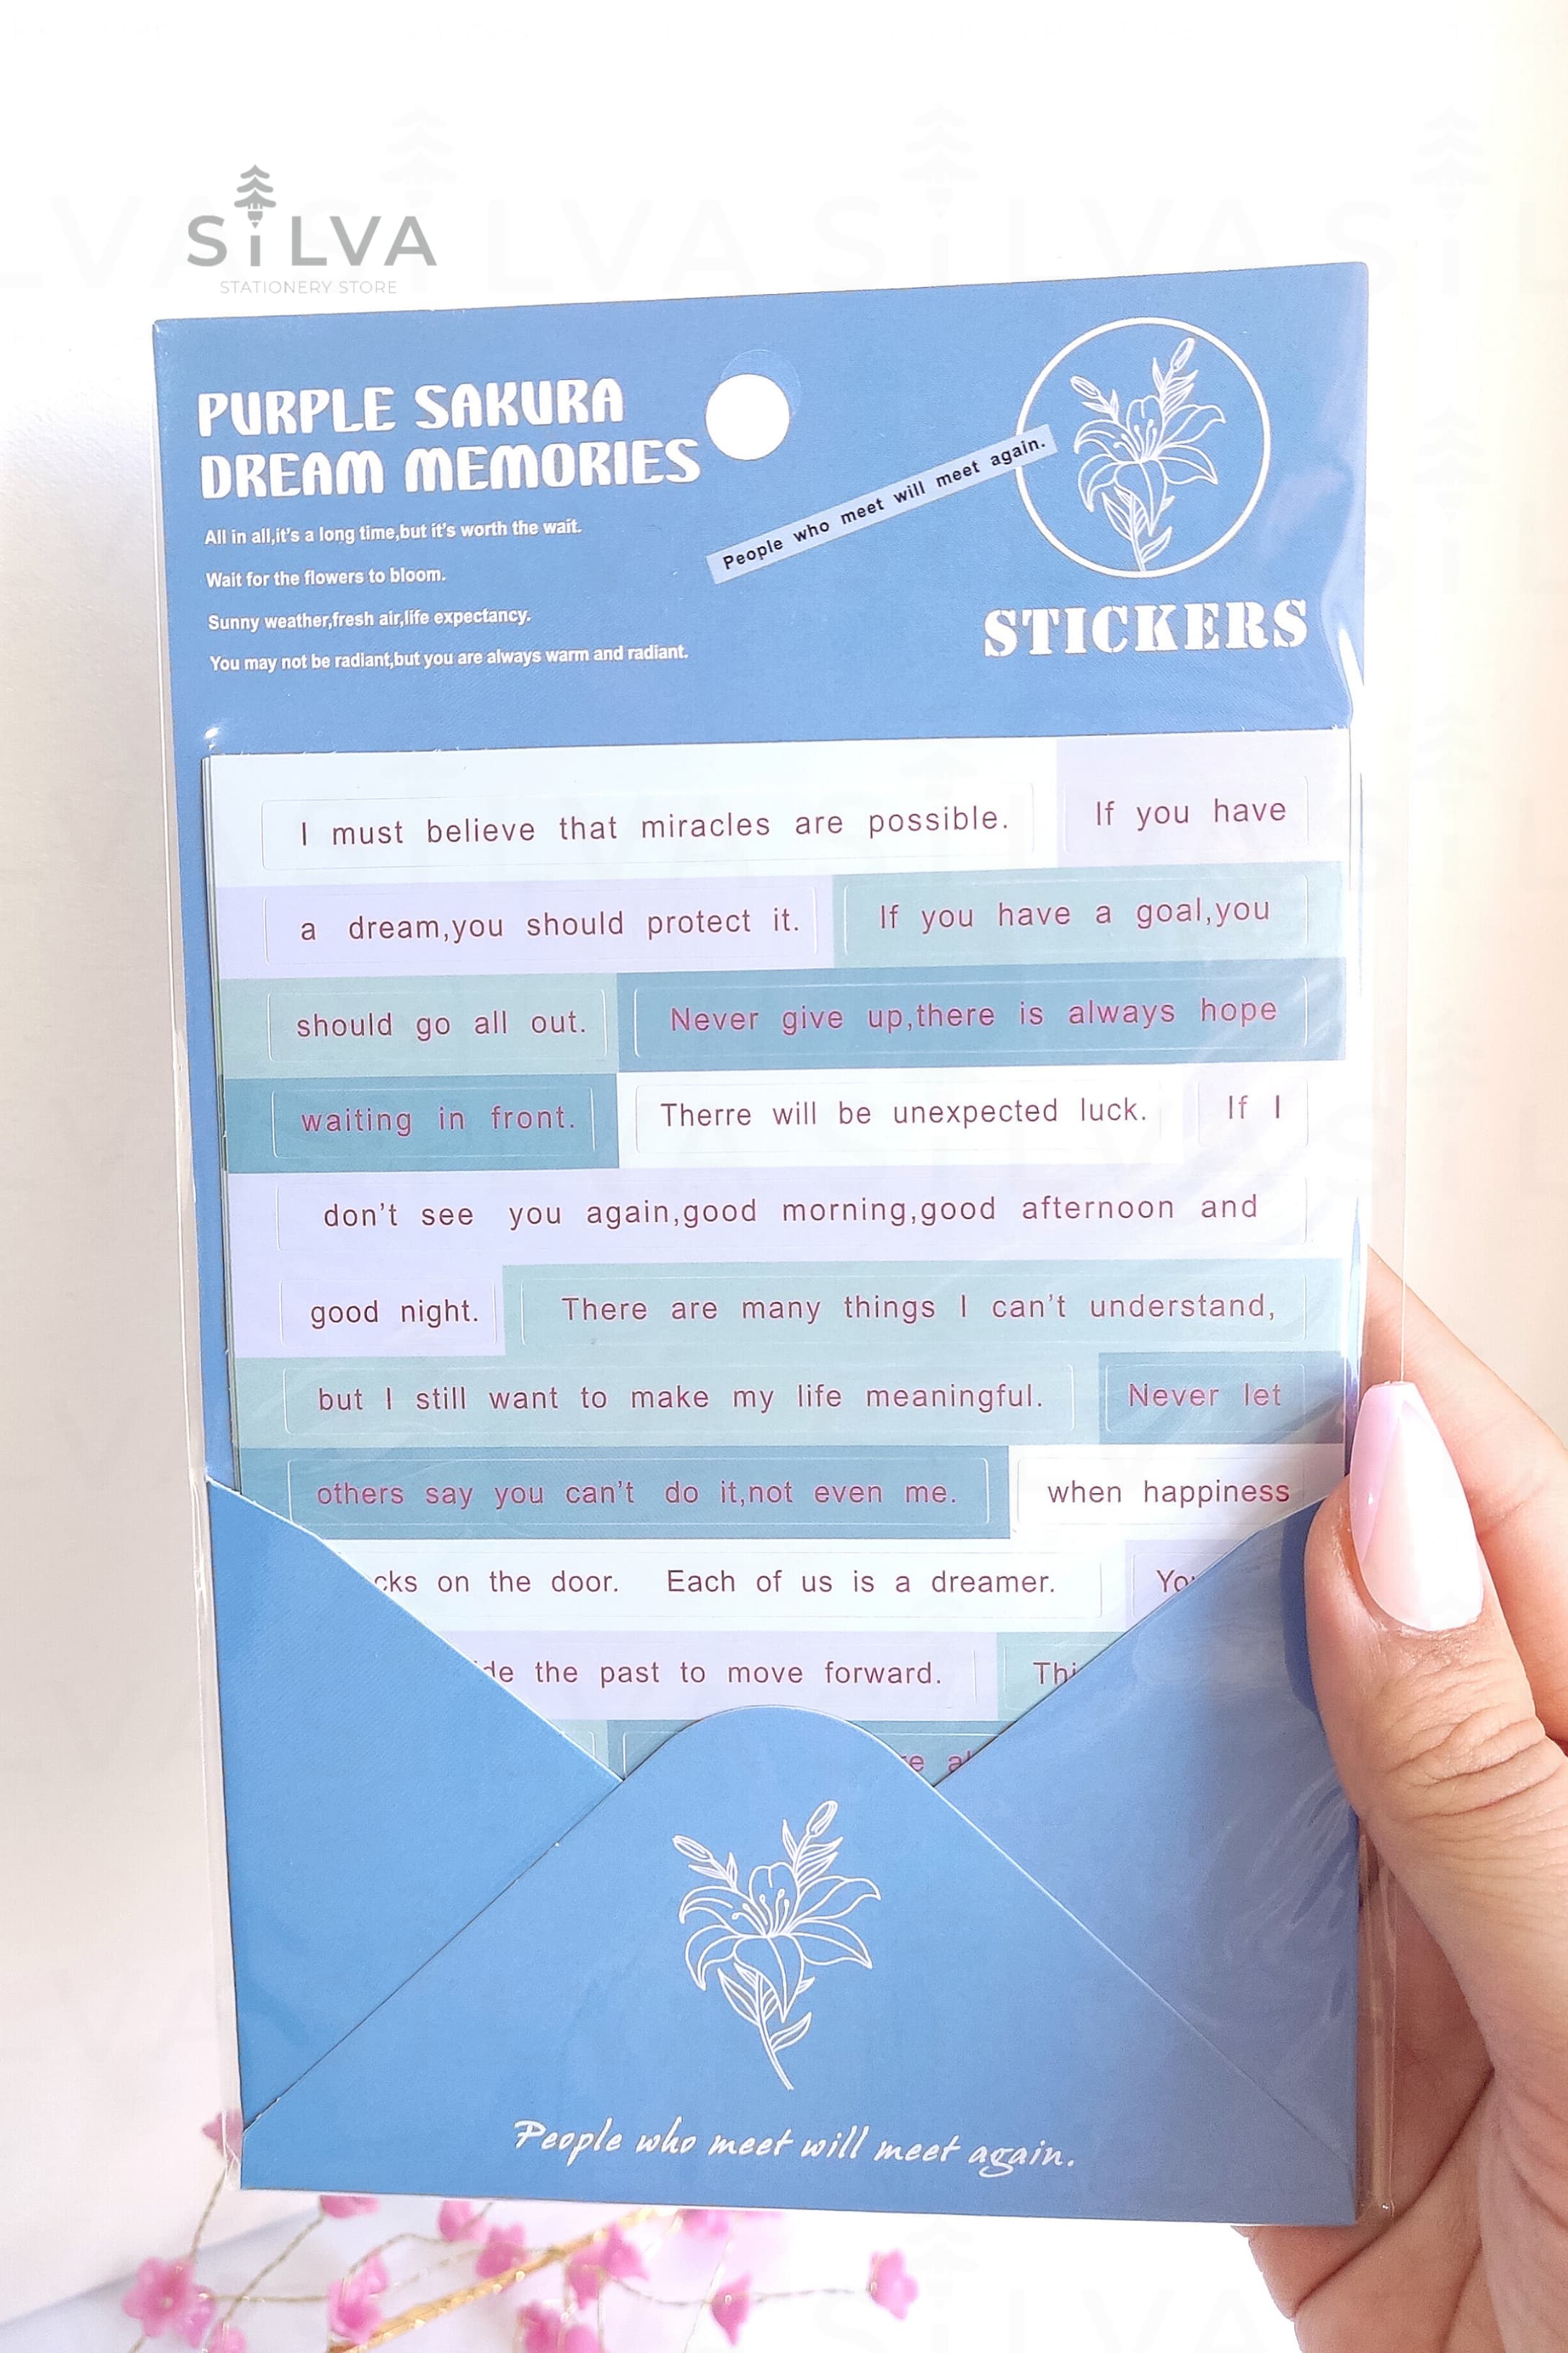 SiLVA
STATIONERY STORE
PURPLE SAKURA
DREAM MEMORIES
All in all,it's a long time,but it's worth the wait.
Wait for the flowers to bloom.
Sunny weather,fresh air,life expectancy.
You may not be radiant,but you are always warm and radiant.
People who meet will meet again.
STICKERS
I must believe that miracles are possible. If you have
a dream,you should protect it. If you have a goal,you
should go all out. Never give up,there is always hope
waiting in front. Therre will be unexpected luck. If I
don't see you again,good morning,good afternoon and
good night. There are many things I can't understand,
but I still want to make my life meaningful. Never let
others say you can't do it,not even me. when happiness
cks on the door. Each of us is a dreamer.
the past to move forward.
People who meet will meet again.